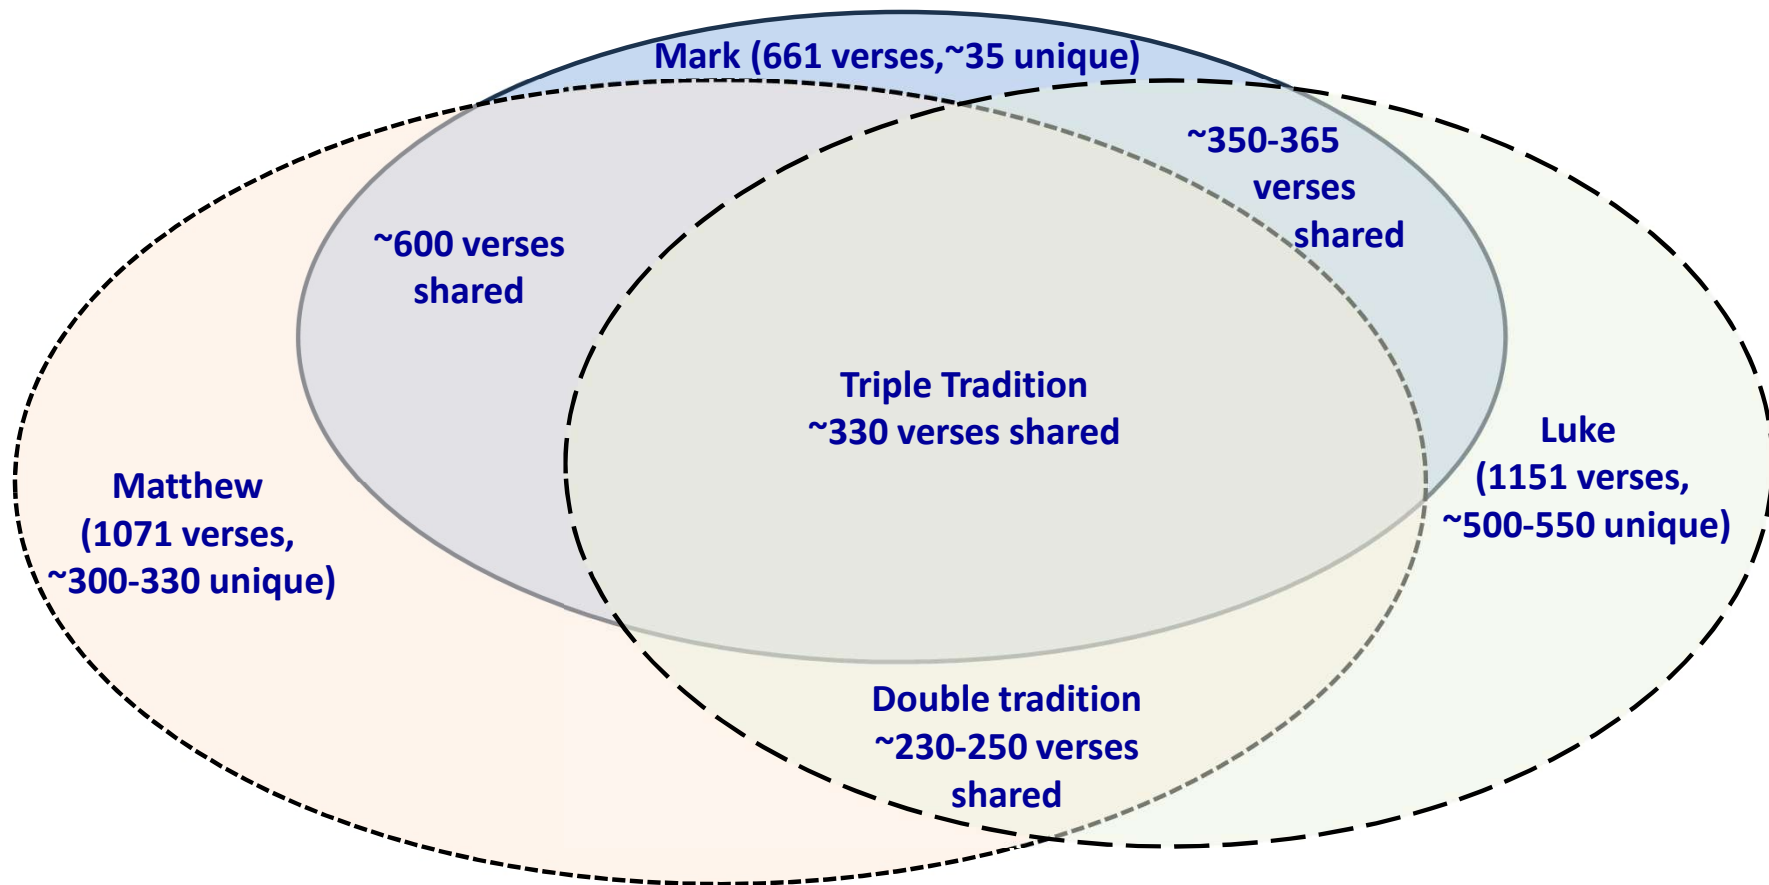 Mark (661 verses,~35 unique)
~350-365
verses
shared
~600 verses
shared
Triple Tradition
~330 verses shared
Luke
(1151 verses,
~500-550 unique)
Matthew
(1071 verses,
~300-330 unique)
Double tradition
~230-250 verses
shared